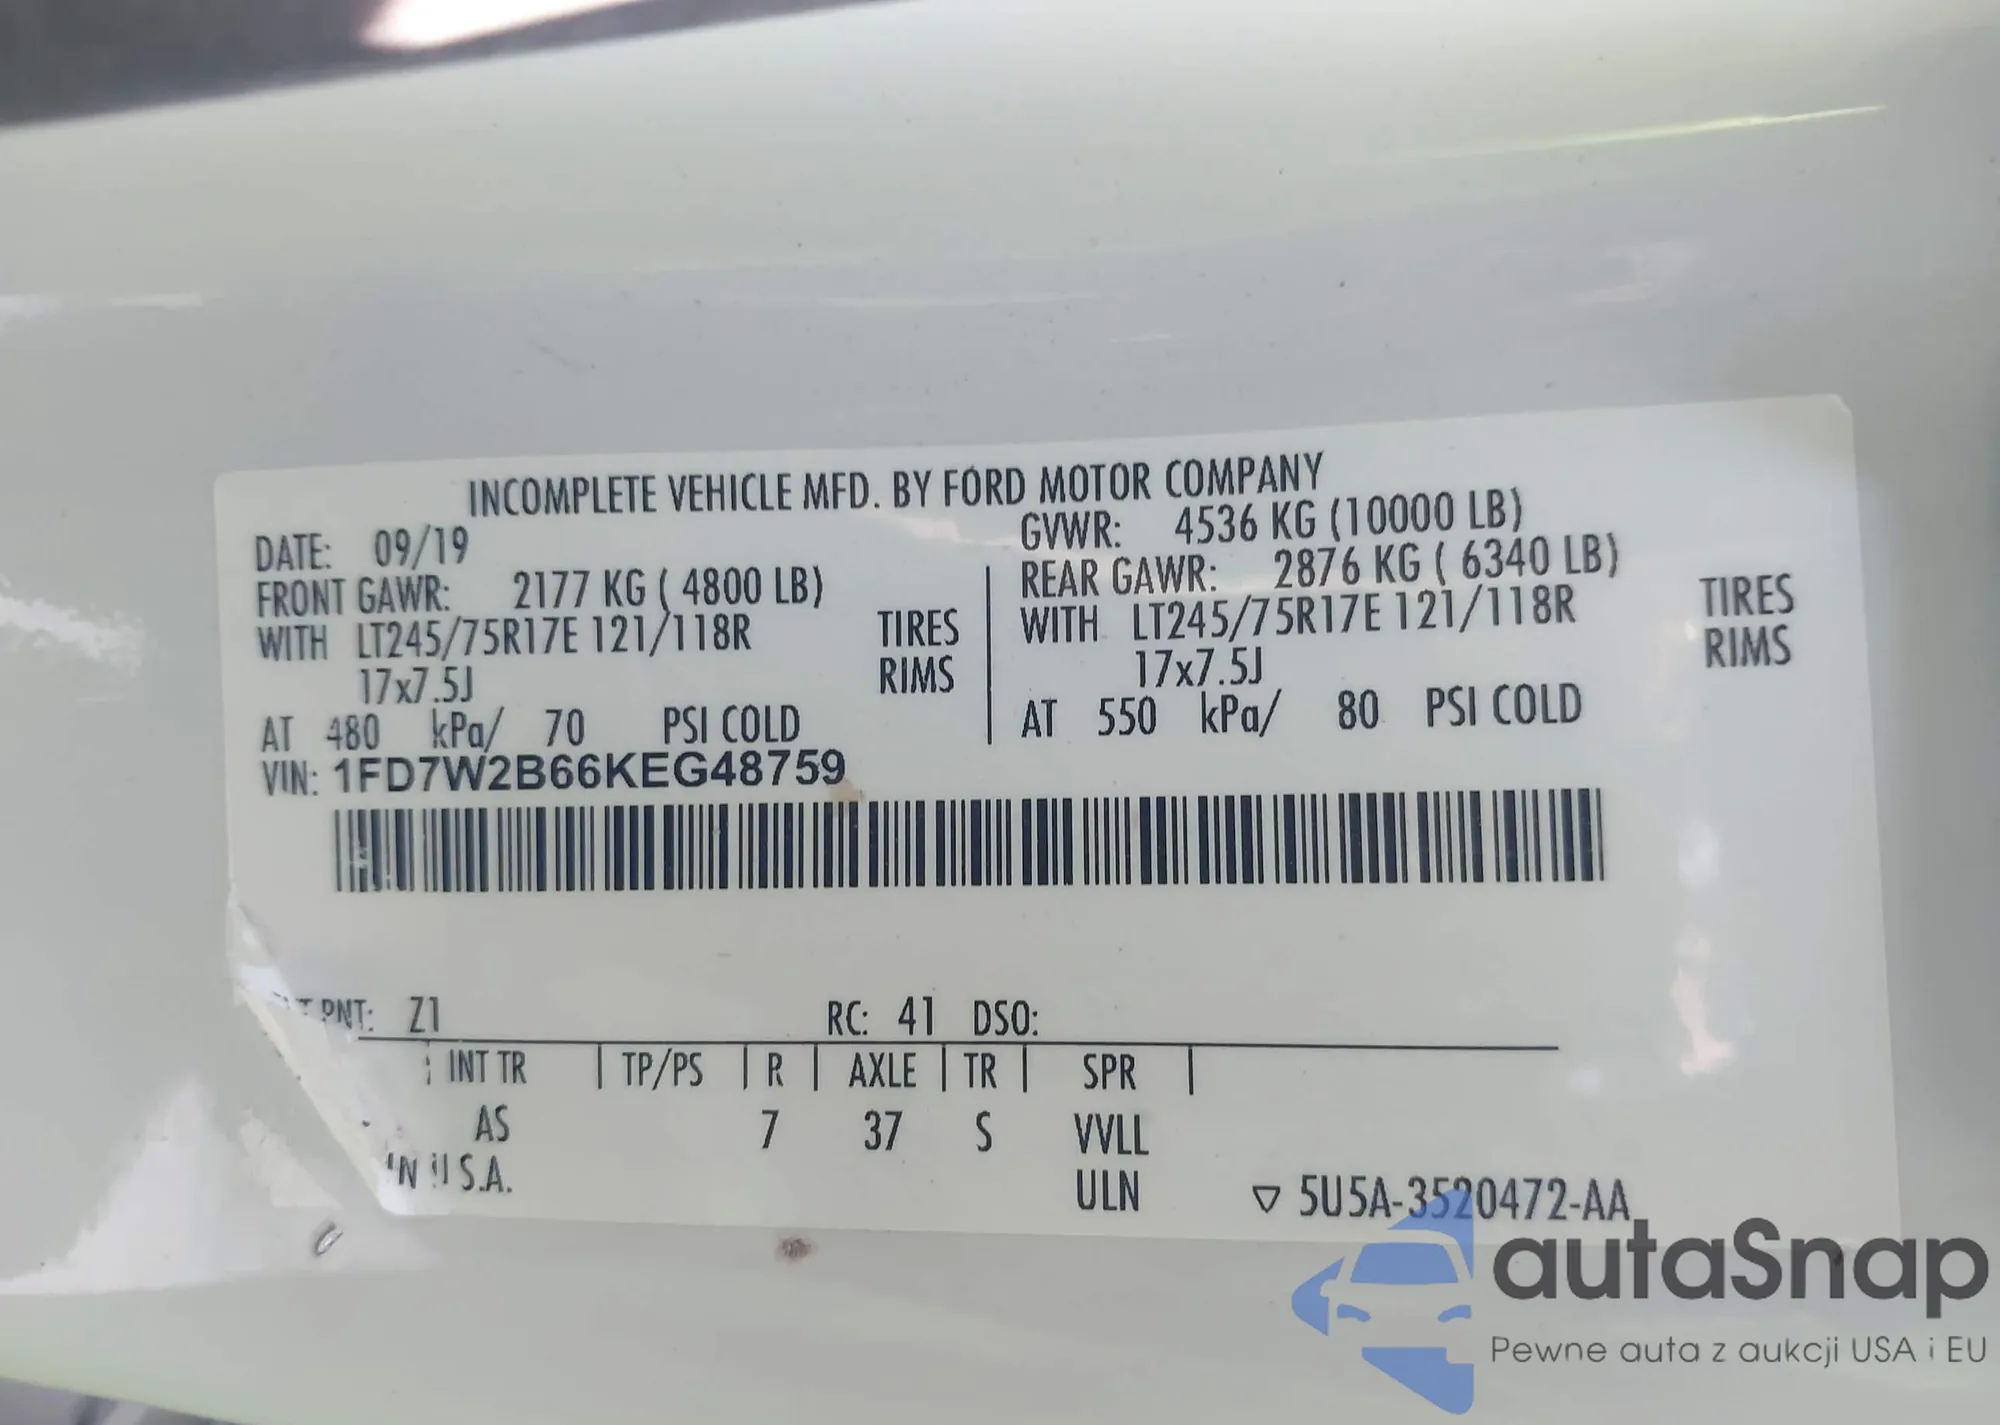 INCOMPLETE VEHICLE MFD. BY FORD MOTOR COMPANY
DATE: 09/19 GVWR: 4536 KG (10000 LB)
FRONT GAWR: 2177 KG ( 4800 LB) REAR GAWR: 2876 KG ( 6340 LB)
WITH LT245/75R17E 121/118R TIRES WITH LT245/75R17E 121/118R TIRES
17x7.5J RIMS 17x7.5J RIMS
AT 480 kPa/ 70 PSI COLD AT 550 kPa/ 80 PSI COLD
VIN: 1FD7W2B66KEG48759
PNT: Z1 RC: 41 DSO:
INT TR TP/PS R AXLE TR SPR
AS 7 37 S VVLL
IN U.S.A. ULN 5U5A-3520472-AA
autaSnap
Pewne auta z aukcji USA i EU